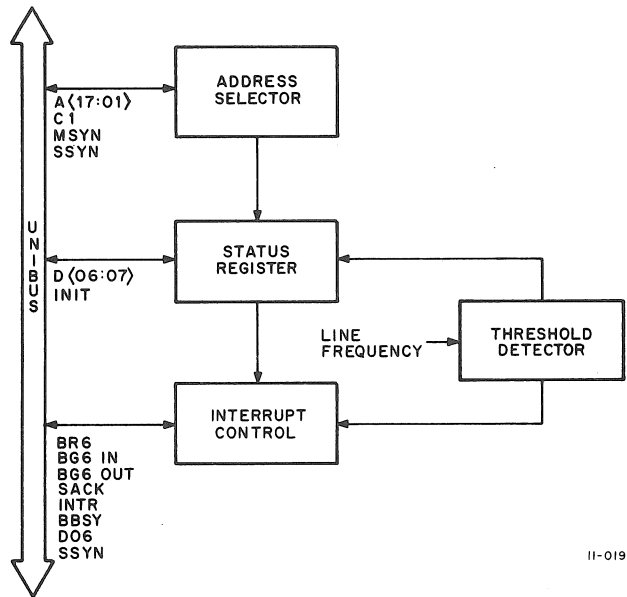 ADDRESS
SELECTOR
A⟨17:01⟩
C1
MSYN
SSYN
UNIBUS
STATUS
REGISTER
D⟨06:07⟩
INIT
LINE
FREQUENCY
THRESHOLD
DETECTOR
INTERRUPT
CONTROL
BR6
BG6 IN
BG6 OUT
SACK
INTR
BBSY
D06
SSYN
11-019